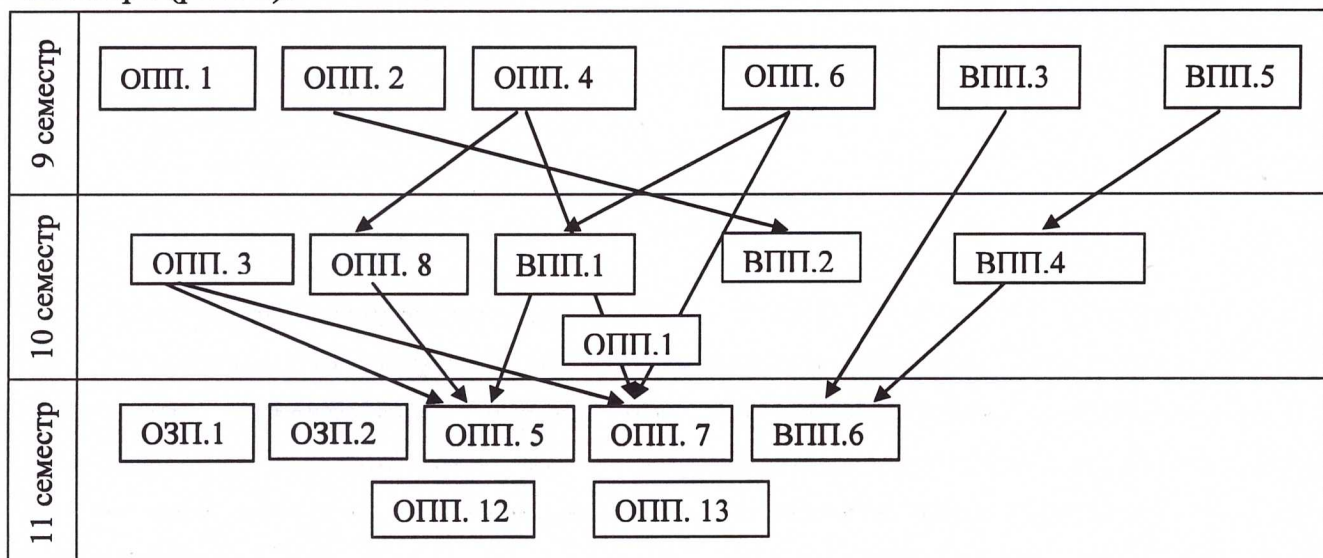 9 семестр
ОПП. 1 ОПП. 2 ОПП. 4 ОПП. 6 ВПП.3 ВПП.5
10 семестр
ОПП. 3 ОПП. 8 ВПП.1 ВПП.2 ВПП.4
ОПП.1
11 семестр
ОЗП.1 ОЗП.2 ОПП. 5 ОПП. 7 ВПП.6
ОПП. 12 ОПП. 13